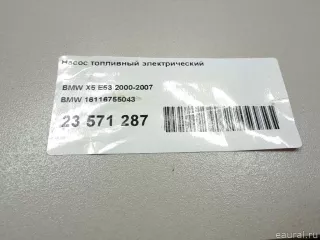 Насос топливный электрический
BMW X5 E53 2000-2007
BMW 16116755043
23 571 287
eaural.ru